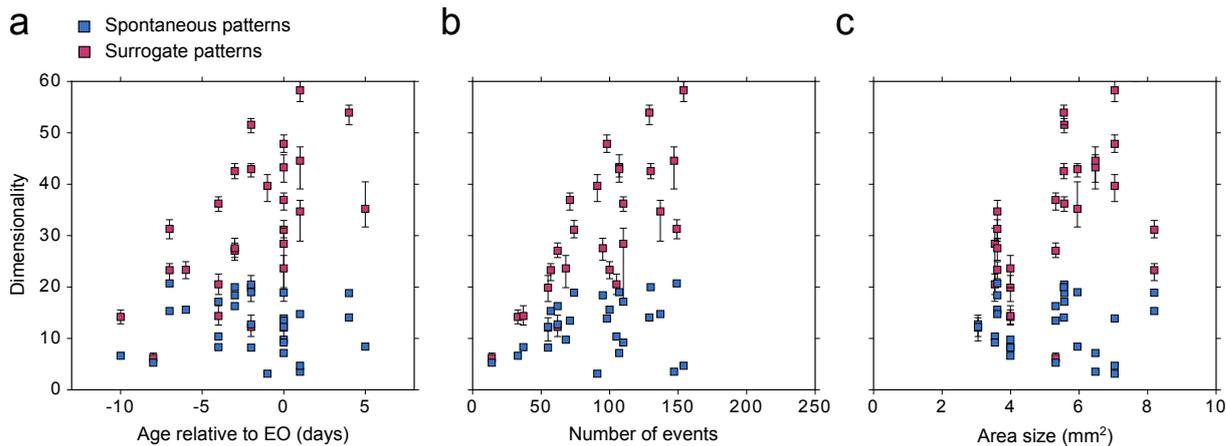 a
Spontaneous patterns
Surrogate patterns
b
c
Dimensionality
60
50
40
30
20
10
0
-10 -5 0 5
Age relative to EO (days)
0 50 100 150 200 250
Number of events
0 2 4 6 8 10
Area size (mm²)